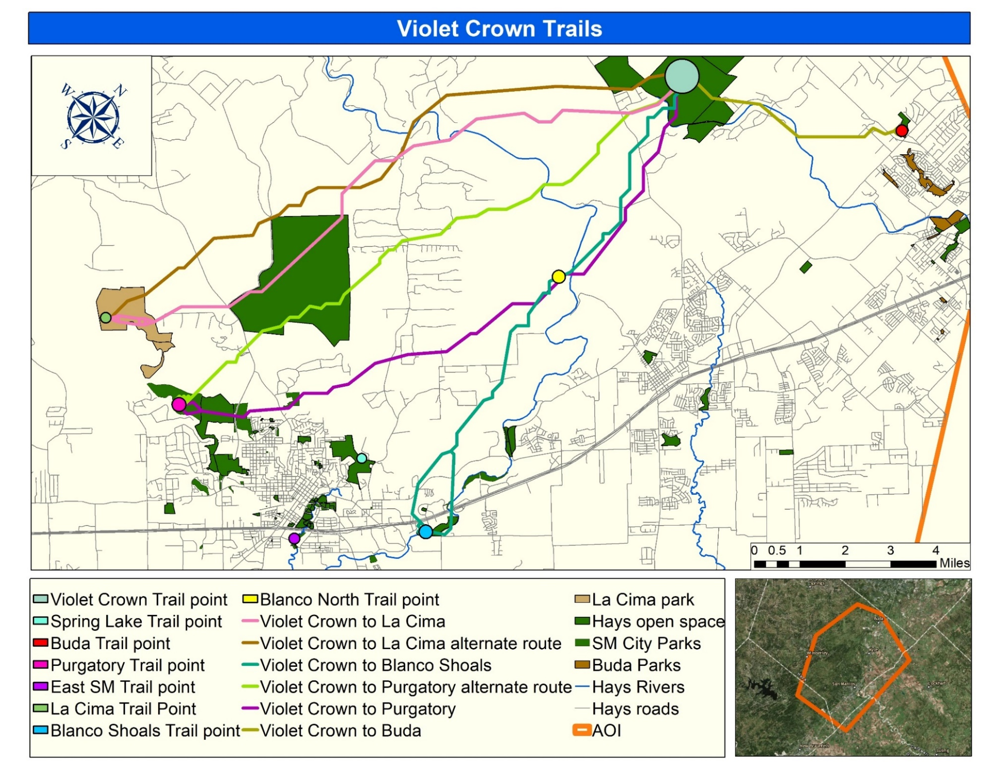 Violet Crown Trails
W N
S E
0 0.5 1 2 3 4
Miles
Violet Crown Trail point
Spring Lake Trail point
Buda Trail point
Purgatory Trail point
East SM Trail point
La Cima Trail Point
Blanco Shoals Trail point
Blanco North Trail point
Violet Crown to La Cima
Violet Crown to La Cima alternate route
Violet Crown to Blanco Shoals
Violet Crown to Purgatory alternate route
Violet Crown to Purgatory
Violet Crown to Buda
La Cima park
Hays open space
SM City Parks
Buda Parks
Hays Rivers
Hays roads
AOI
Springs
Buda
Kyle
Wimberley
San Marcos
Lockhart
New Braunfels
Luling